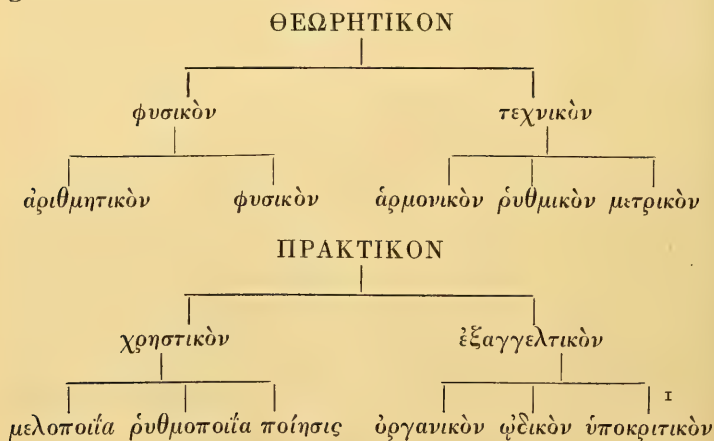 ΘΕΩΡΗΤΙΚΟΝ
φυσικὸν τεχνικὸν
ἀριθμητικὸν φυσικὸν ἁρμονικὸν ῥυθμικὸν μετρικὸν
ΠΡΑΚΤΙΚΟΝ
χρηστικὸν ἐξαγγελτικὸν
μελοποιΐα ῥυθμοποιΐα ποίησις ὀργανικὸν ᾠδικὸν ὑποκριτικὸν 1